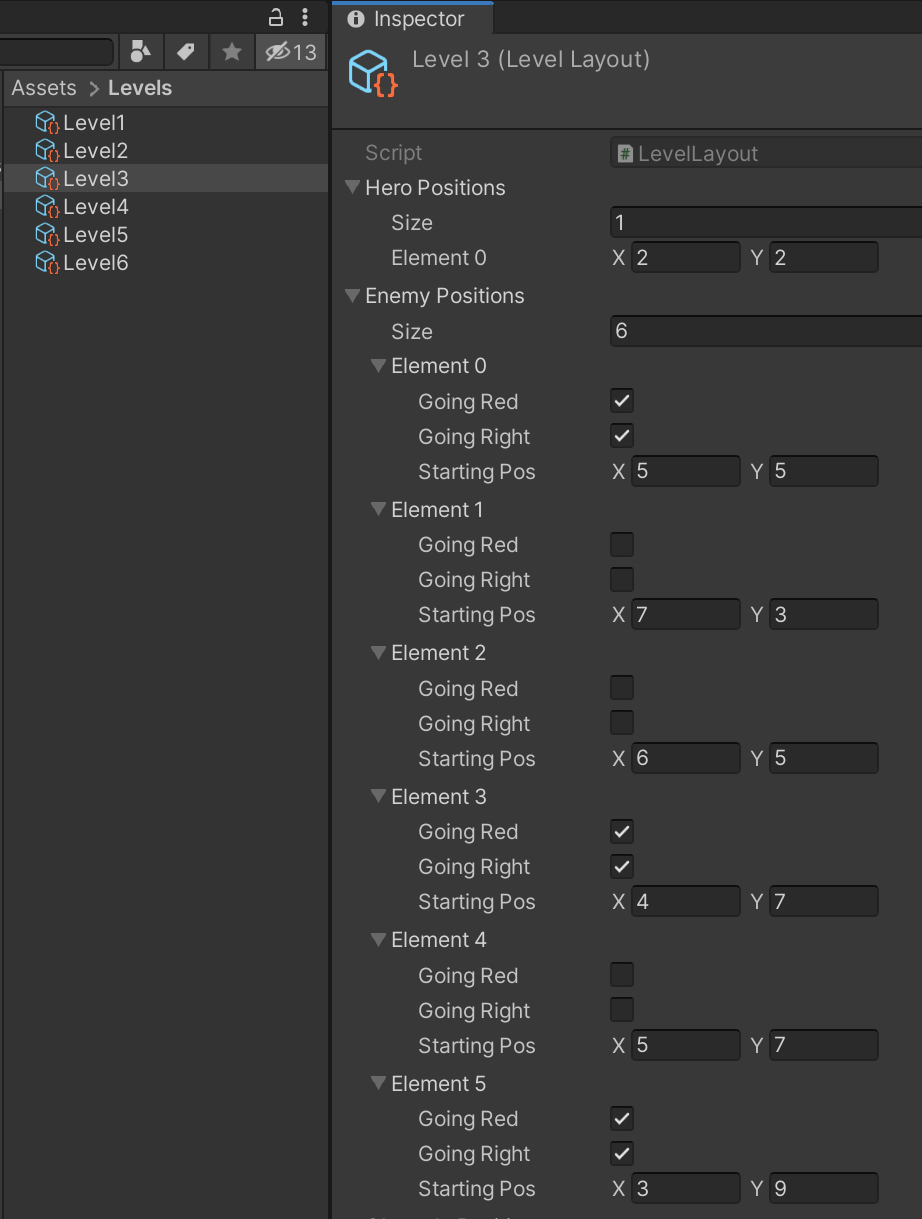 13
Assets > Levels
Level1
Level2
Level3
Level4
Level5
Level6
Inspector
Level 3 (Level Layout)
Script # LevelLayout
Hero Positions
Size 1
Element 0 X 2 Y 2
Enemy Positions
Size 6
Element 0
Going Red
Going Right
Starting Pos X 5 Y 5
Element 1
Going Red
Going Right
Starting Pos X 7 Y 3
Element 2
Going Red
Going Right
Starting Pos X 6 Y 5
Element 3
Going Red
Going Right
Starting Pos X 4 Y 7
Element 4
Going Red
Going Right
Starting Pos X 5 Y 7
Element 5
Going Red
Going Right
Starting Pos X 3 Y 9